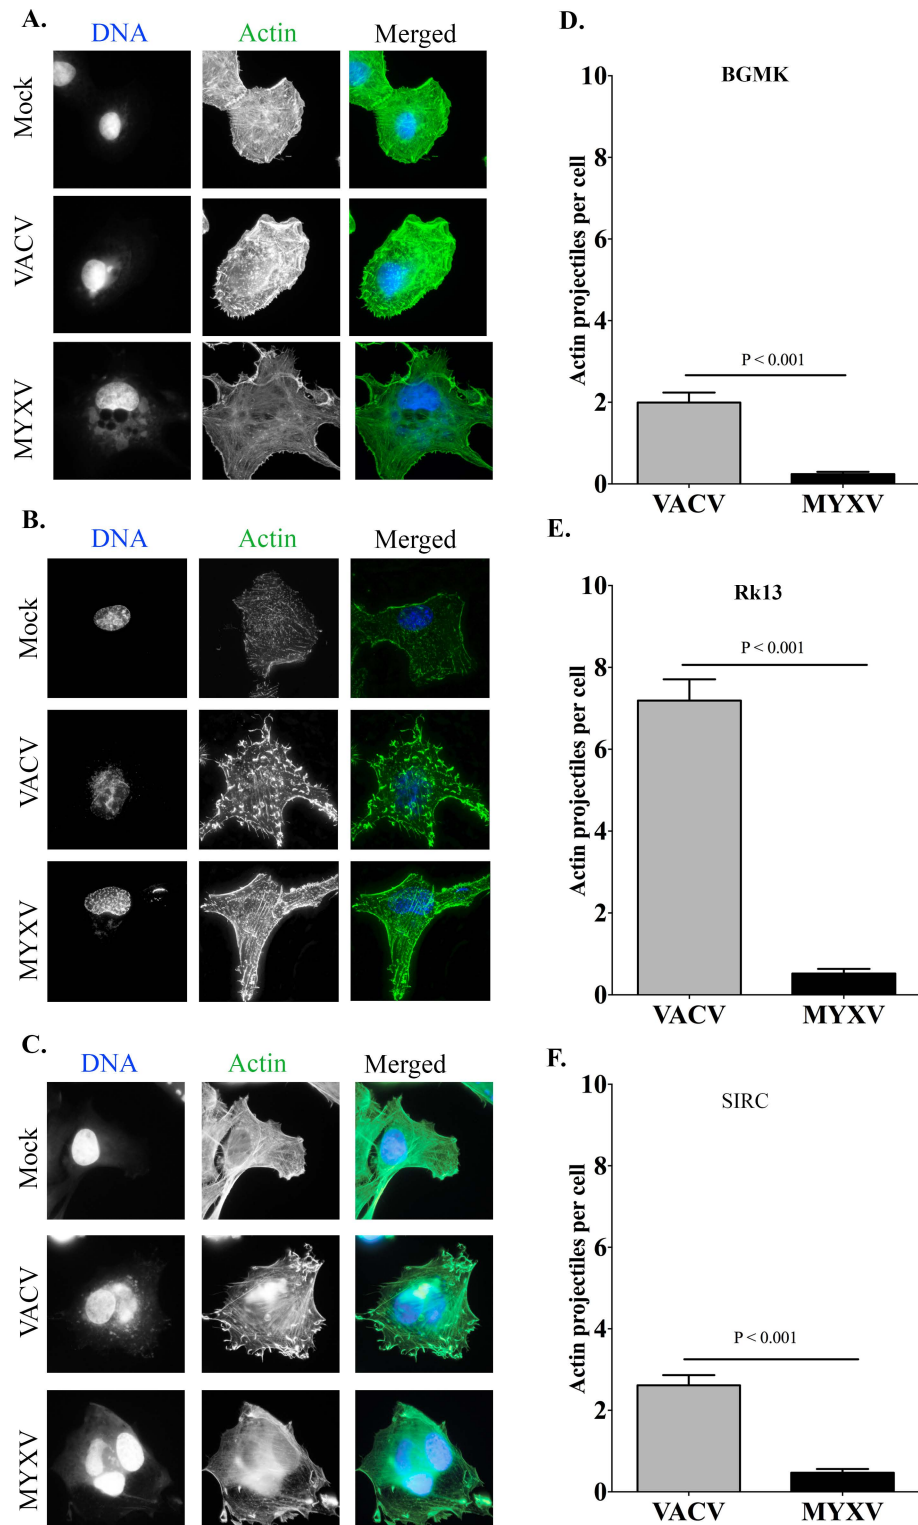 A.
DNA Actin Merged
Mock
VACV
MYXV
B.
DNA Actin Merged
Mock
VACV
MYXV
C.
DNA Actin Merged
Mock
VACV
MYXV
D.
BGMK
Actin projectiles per cell
10
8
6
4
2
0
P < 0.001
VACV MYXV
E.
Rk13
Actin projectiles per cell
10
8
6
4
2
0
P < 0.001
VACV MYXV
F.
SIRC
Actin projectiles per cell
10
8
6
4
2
0
P < 0.001
VACV MYXV